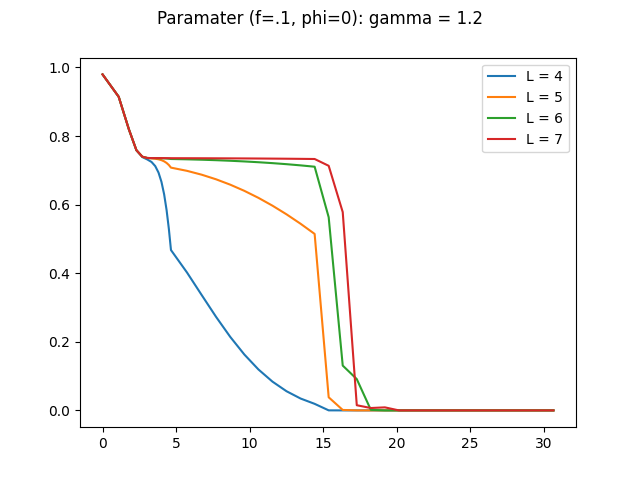 Paramater (f=.1, phi=0): gamma = 1.2
1.0
0.8
0.6
0.4
0.2
0.0
L = 4
L = 5
L = 6
L = 7
0 5 10 15 20 25 30